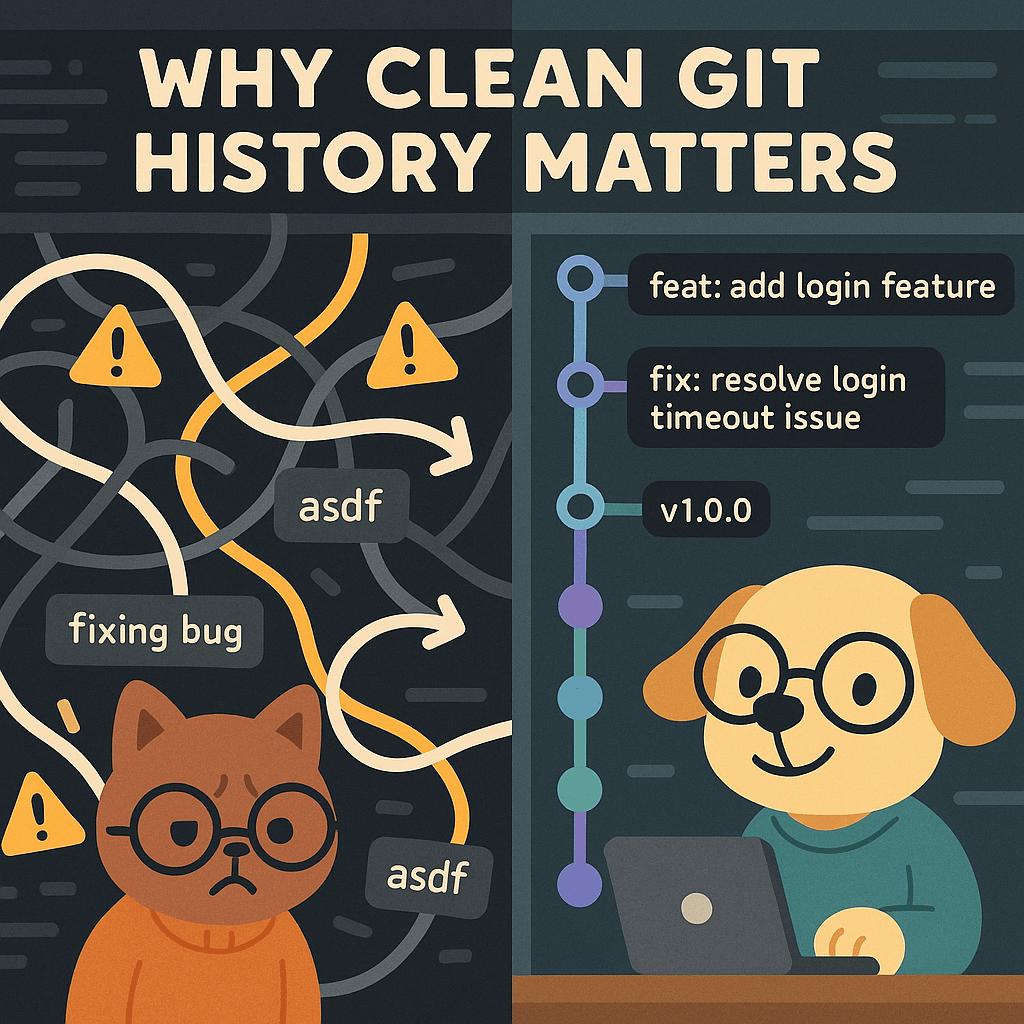 WHY CLEAN GIT
HISTORY MATTERS
asdf
fixing bug
asdf
feat: add login feature
fix: resolve login
timeout issue
v1.0.0